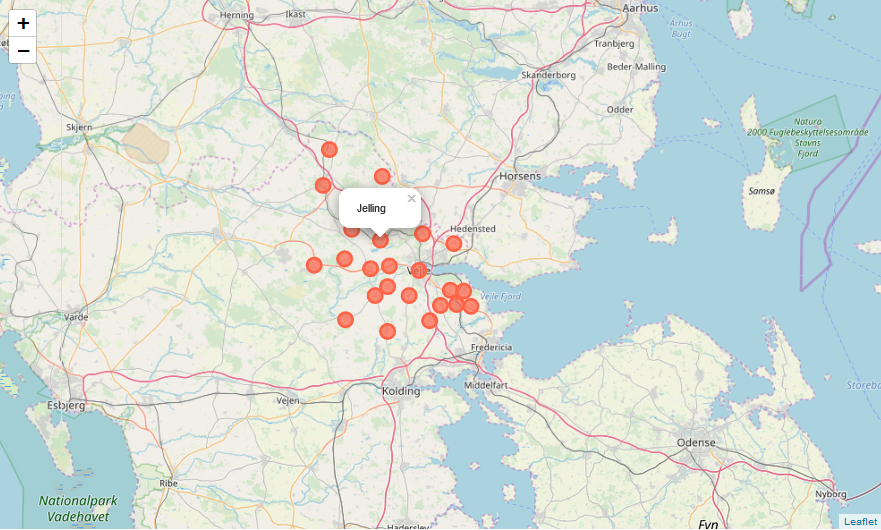 +
−
Herning
Ikast
Aarhus
Aarhus
Bugt
Tranbjerg
Beder-Malling
Skanderborg
Odder
Skjern
Natura
2000 Fuglebeskyttelsesområde
Stavns
Fjord
Samsø
Horsens
Jelling
×
Hedensted
Vejle
Vejle Fjord
Varde
Fredericia
Middelfart
Kolding
Vejen
Esbjerg
Storebæ
Odense
Ribe
Nyborg
Nationalpark
Vadehavet
Haderslev
Fyn
Leaflet